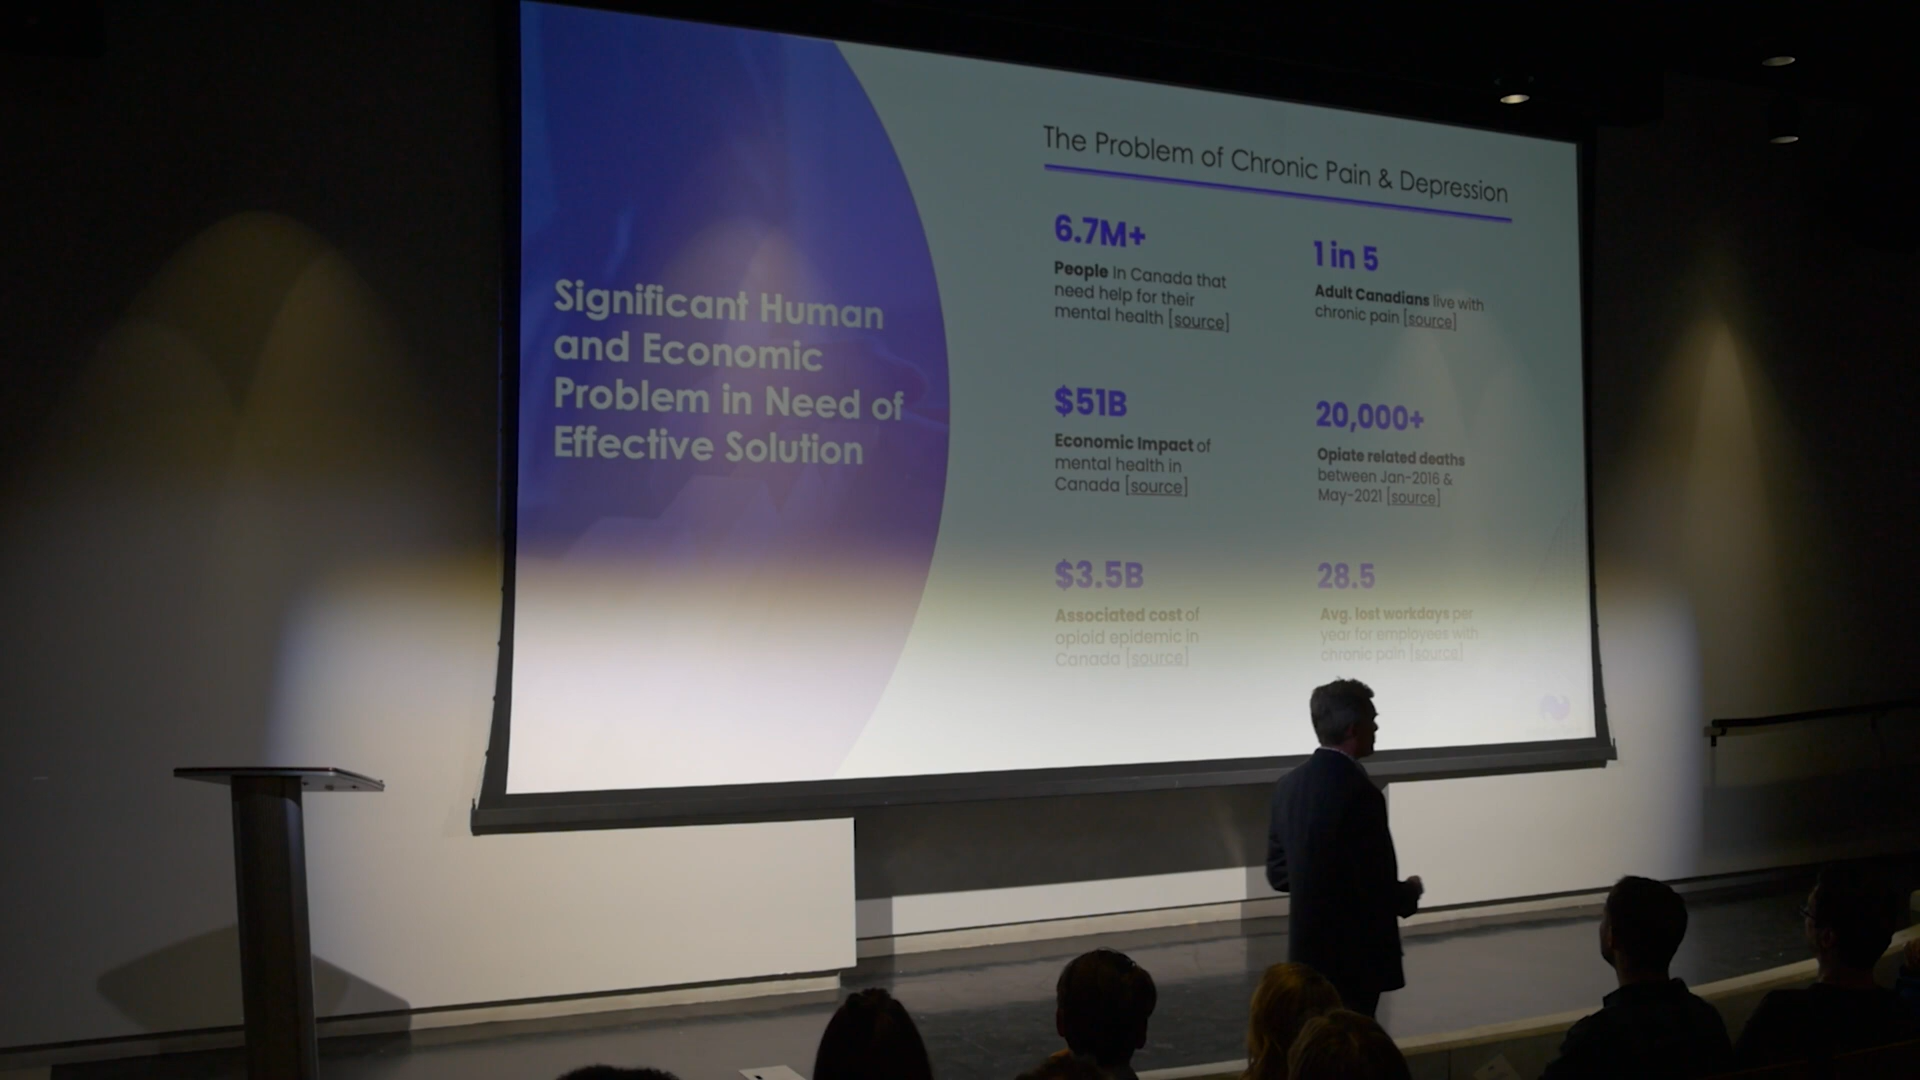 Significant Human
and Economic
Problem in Need of
Effective Solution
The Problem of Chronic Pain & Depression
6.7M+
People in Canada that
need help for their
mental health [source]
1 in 5
Adult Canadians live with
chronic pain [source]
$51B
Economic Impact of
mental health in
Canada [source]
20,000+
Opiate related deaths
between Jan-2016 &
May-2021 [source]
$3.5B
Associated cost of
opioid epidemic in
Canada [source]
28.5
Avg. lost workdays per
year for employees with
chronic pain [source]